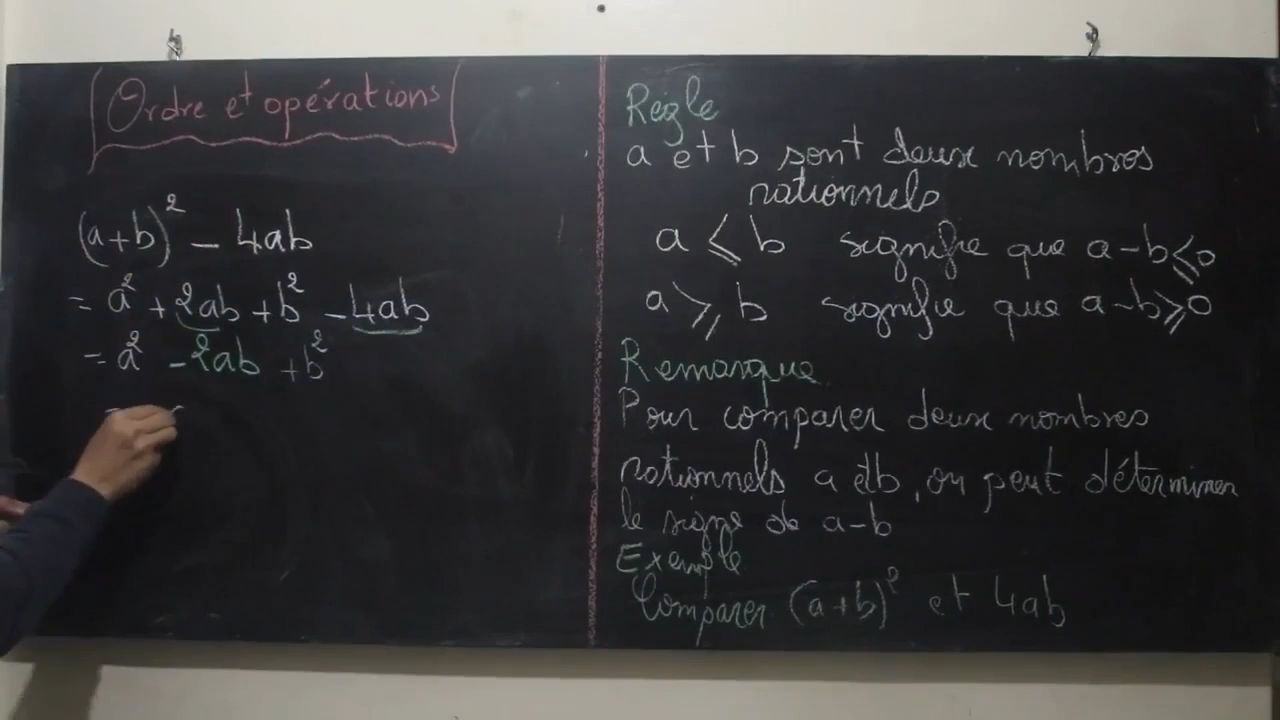 Ordre et opérations
(a+b)² - 4ab
= a² + 2ab + b² - 4ab
= a² - 2ab + b²
Règle
a et b sont deux nombres
rationnels
a ⩽ b signifie que a-b⩽0
a ⩾ b signifie que a-b⩾0
Remarque
Pour comparer deux nombres
rationnels a et b, on peut déterminer
le signe de a-b
Exemple
Comparer (a+b)² et 4ab